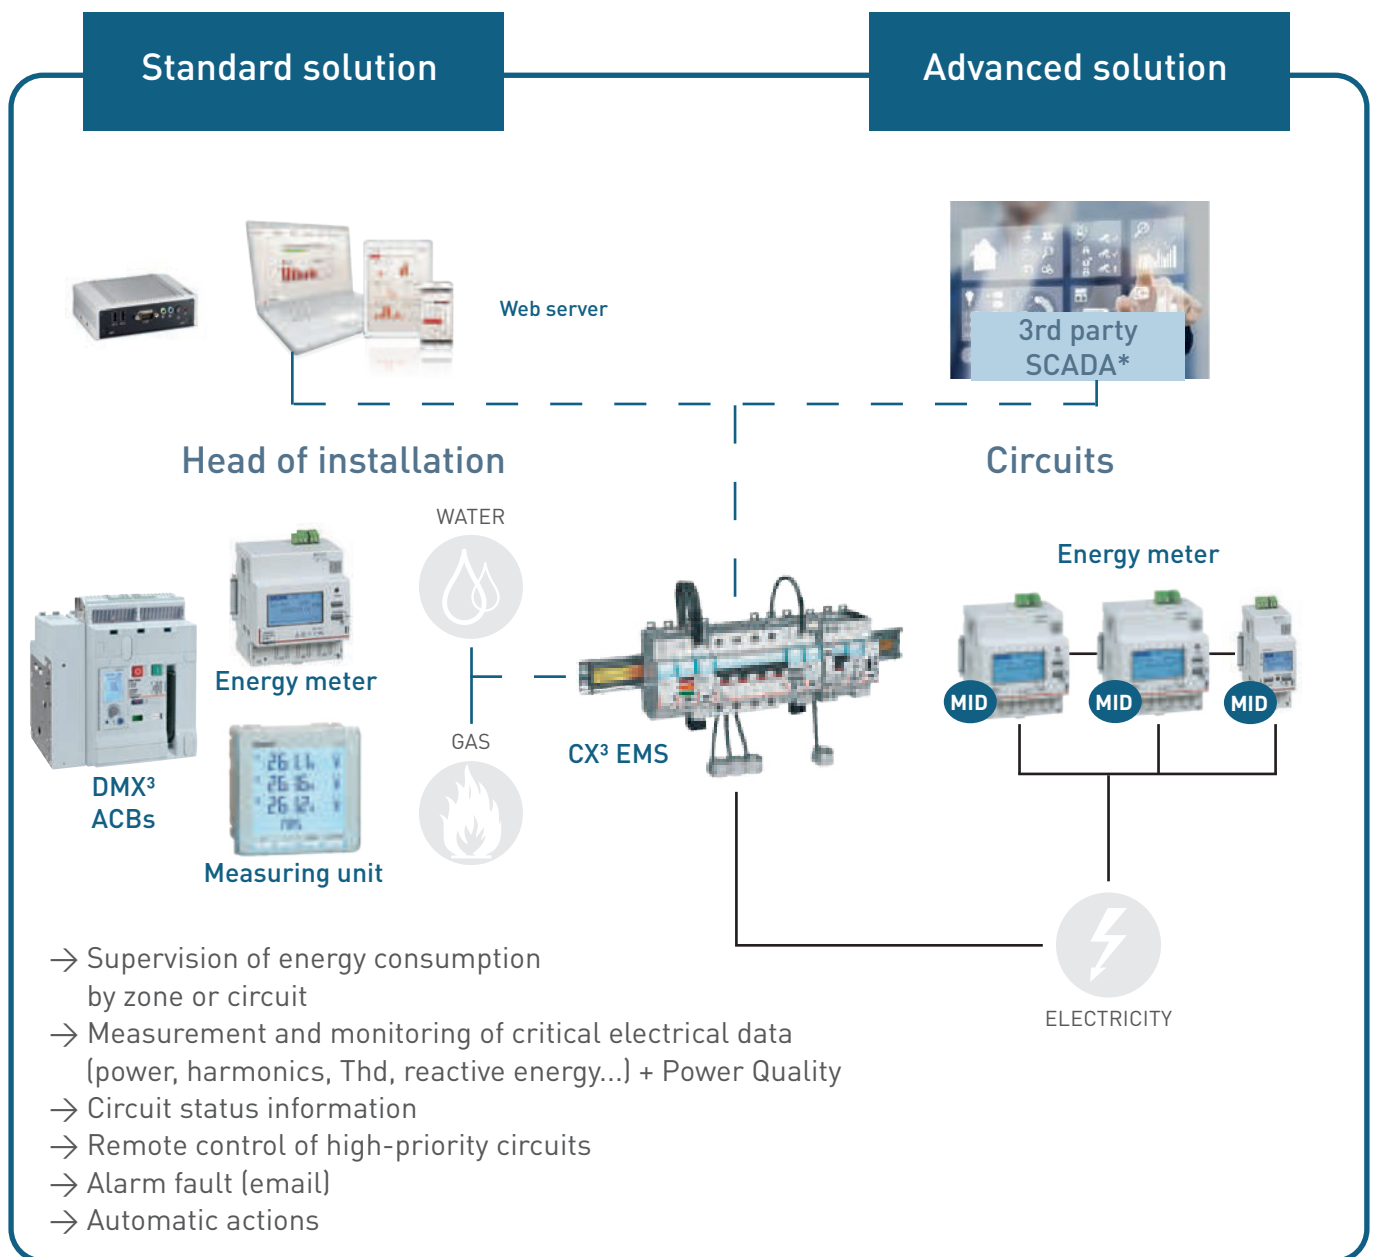 Standard solution
Advanced solution
Web server
3rd party
SCADA*
Head of installation
Circuits
WATER
Energy meter
Energy meter
MID
MID
MID
GAS
CX³ EMS
DMX³
ACBs
Measuring unit
→ Supervision of energy consumption
by zone or circuit
→ Measurement and monitoring of critical electrical data
(power, harmonics, Thd, reactive energy...) + Power Quality
→ Circuit status information
→ Remote control of high-priority circuits
→ Alarm fault (email)
→ Automatic actions
ELECTRICITY